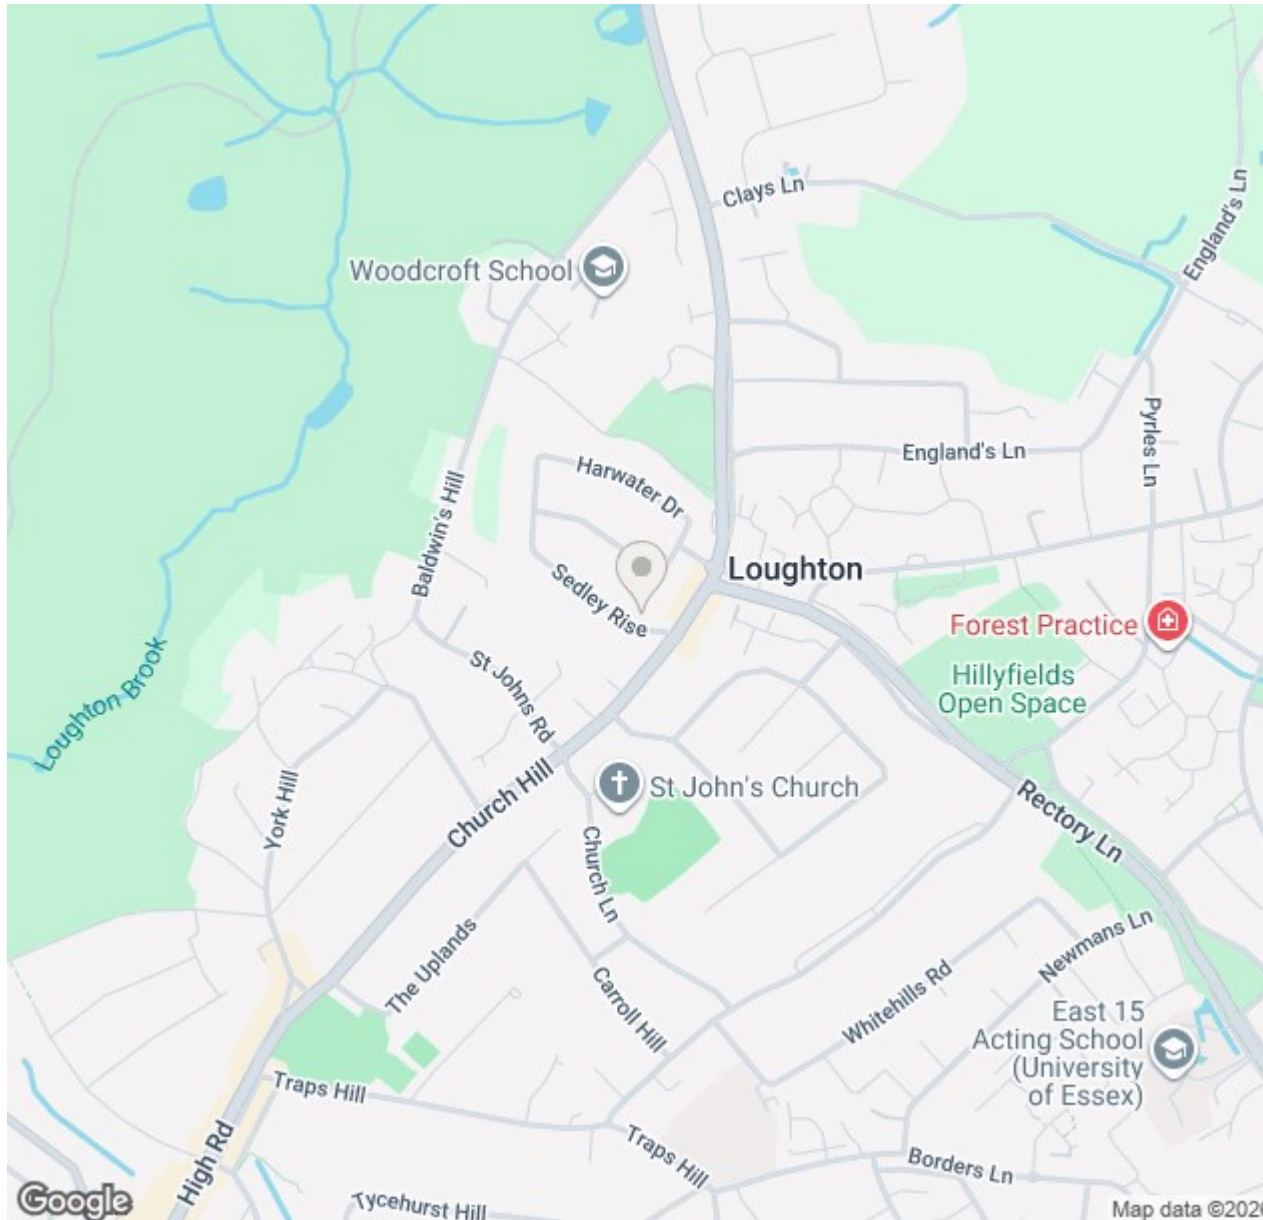 Clays Ln
England's Ln
Woodcroft School
Pyrles Ln
England's Ln
Harwater Dr
Baldwin's Hill
Loughton
Sedley Rise
Forest Practice
Hillyfields
Open Space
Loughton Brook
St Johns Rd
St John's Church
Church Hill
York Hill
Rectory Ln
Church Ln
The Uplands
Carroll Hill
Newmans Ln
Whitehills Rd
East 15
Acting School
(University
of Essex)
Traps Hill
Traps Hill
High Rd
Borders Ln
Tycehurst Hill
Google
Map data ©2026